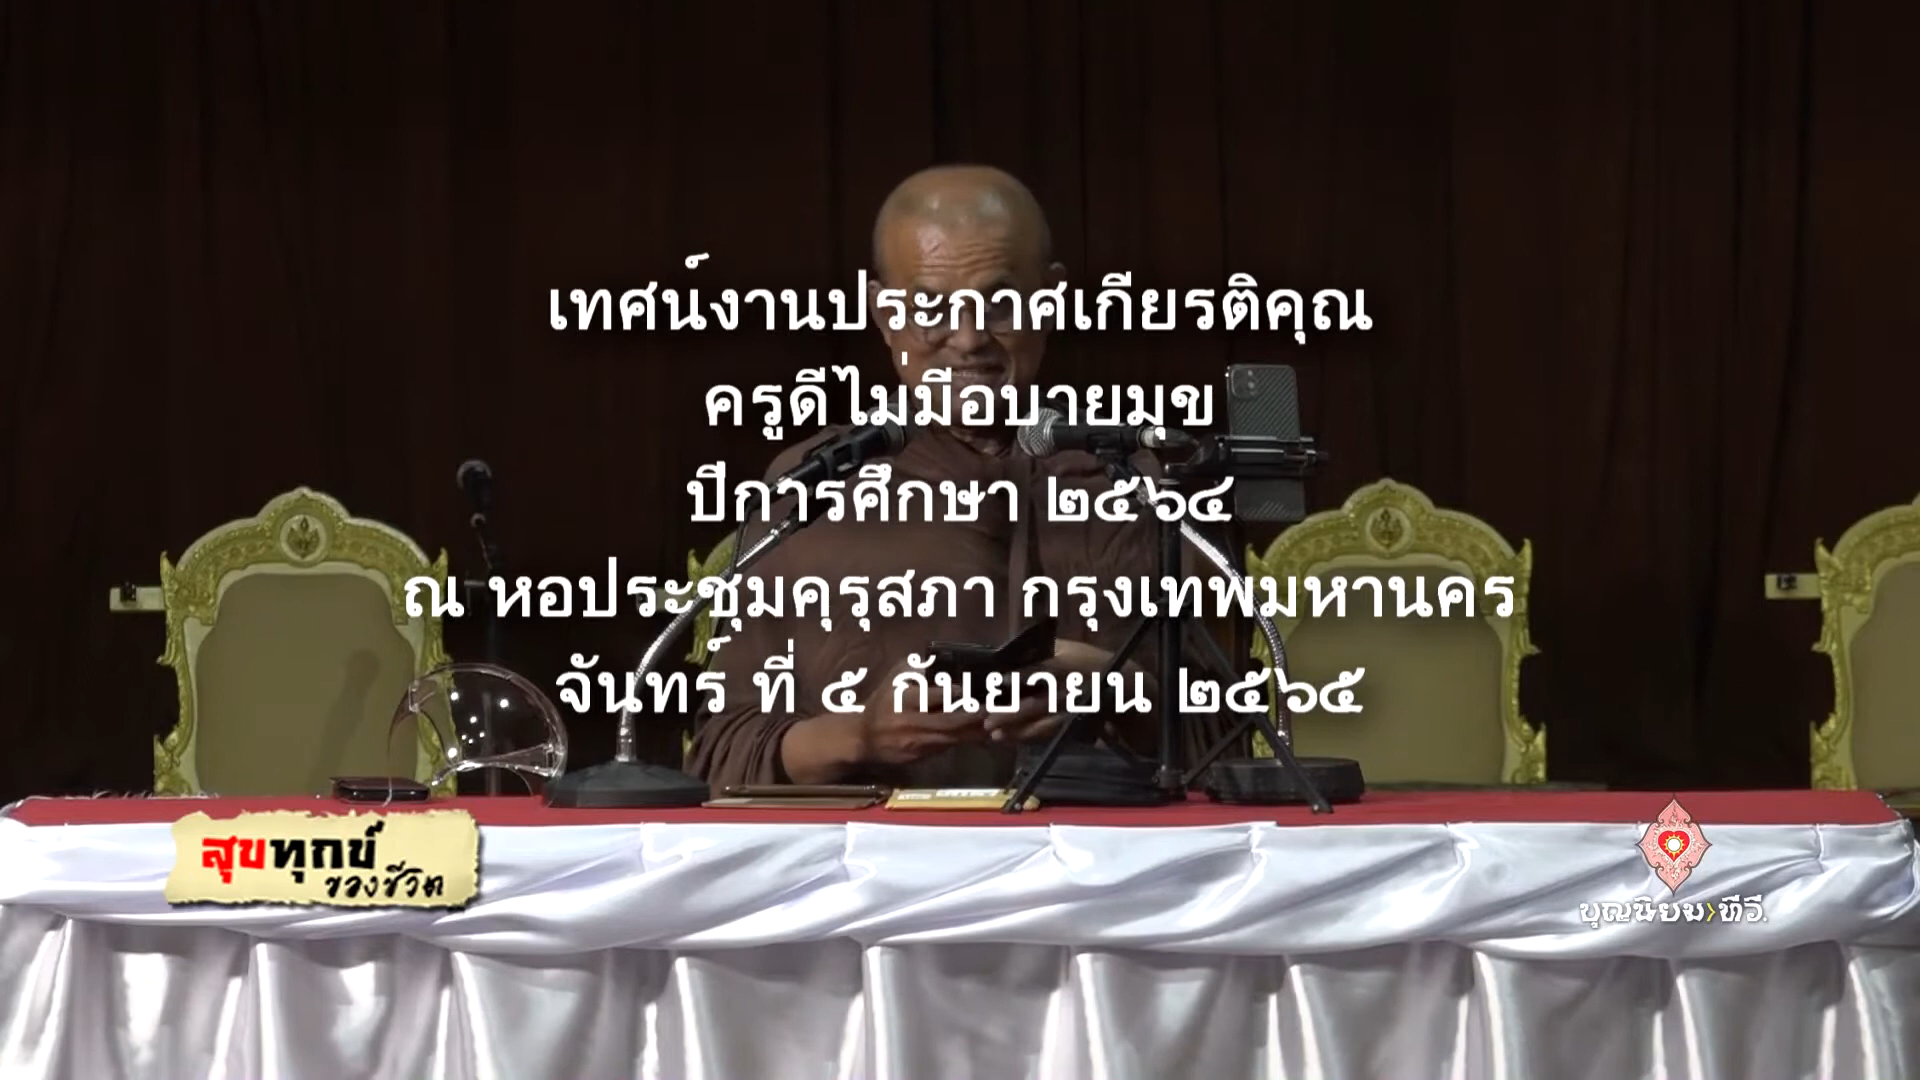 เทศน์งานประกาศเกียรติคุณ
ครูดีไม่มีอบายมุข
ปีการศึกษา ๒๕๖๔
ณ หอประชุมคุรุสภา กรุงเทพมหานคร
จันทร์ ที่ ๕ กันยายน ๒๕๖๕
สุขทุกข์
ของชีวิต
บุญนิยมทีวี.